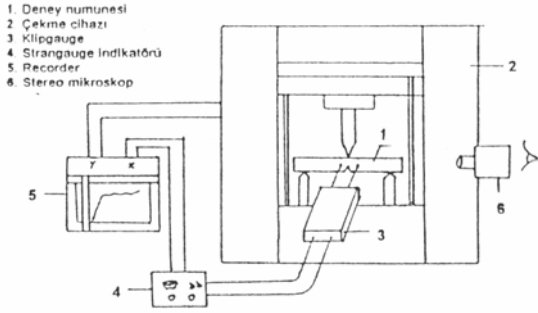 1. Deney numunesi
2 Çekme cihazı
3 Klipgauge
4. Strangauge indikatörü
5. Recorder
6. Stereo mikroskop
2
1
Y X
5
6
3
4